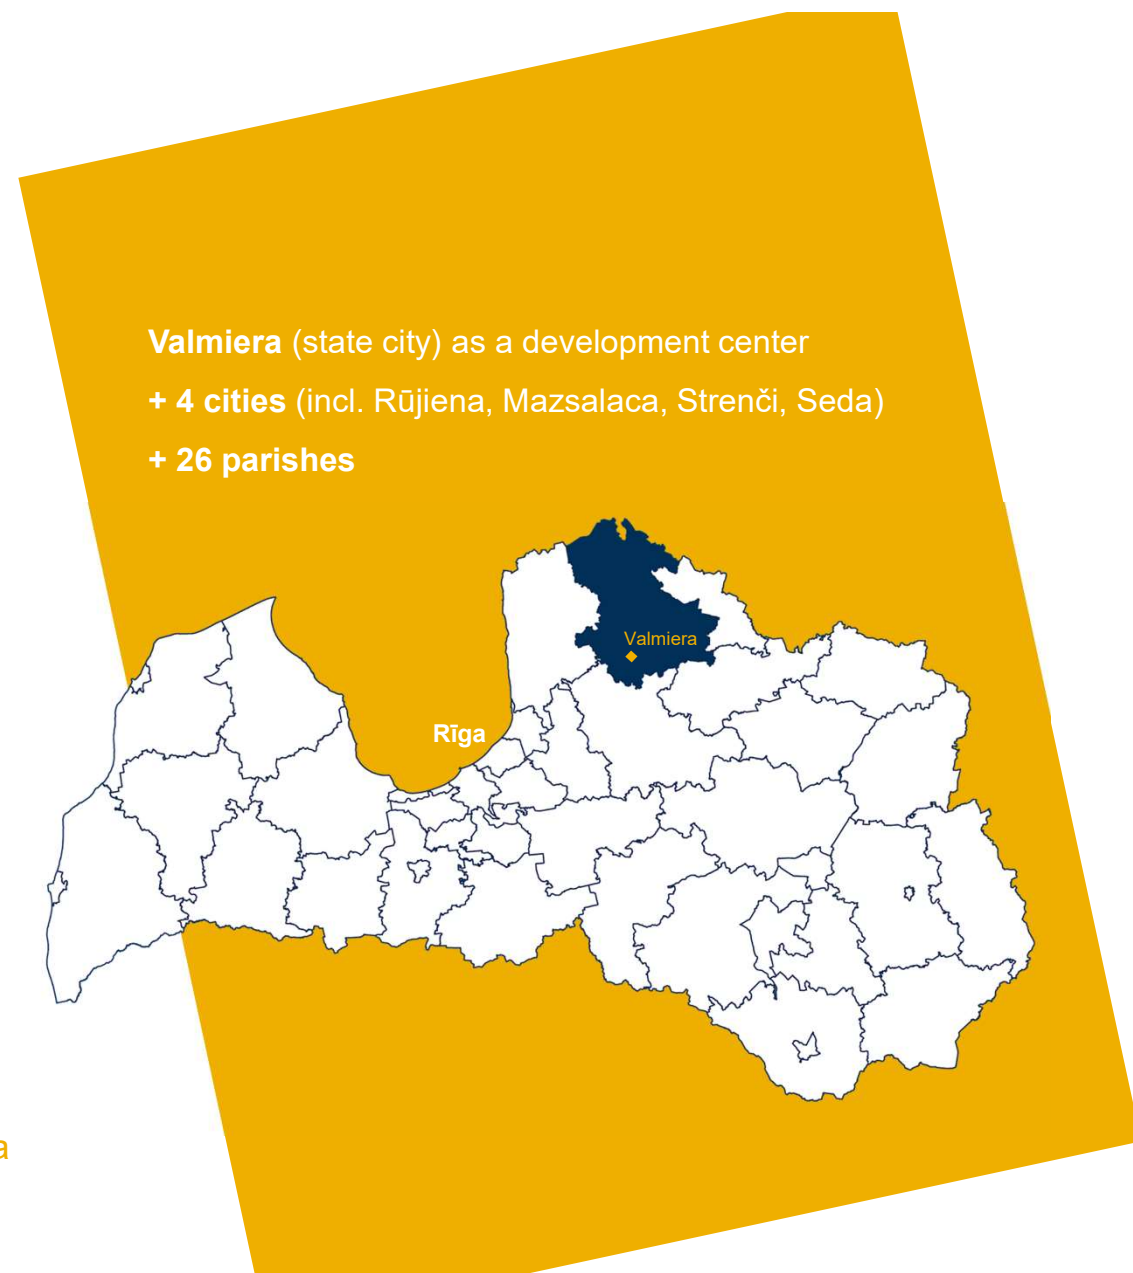 Valmiera (state city) as a development center
+ 4 cities (incl. Rūjiena, Mazsalaca, Strenči, Seda)
+ 26 parishes
Valmiera
Rīga
a